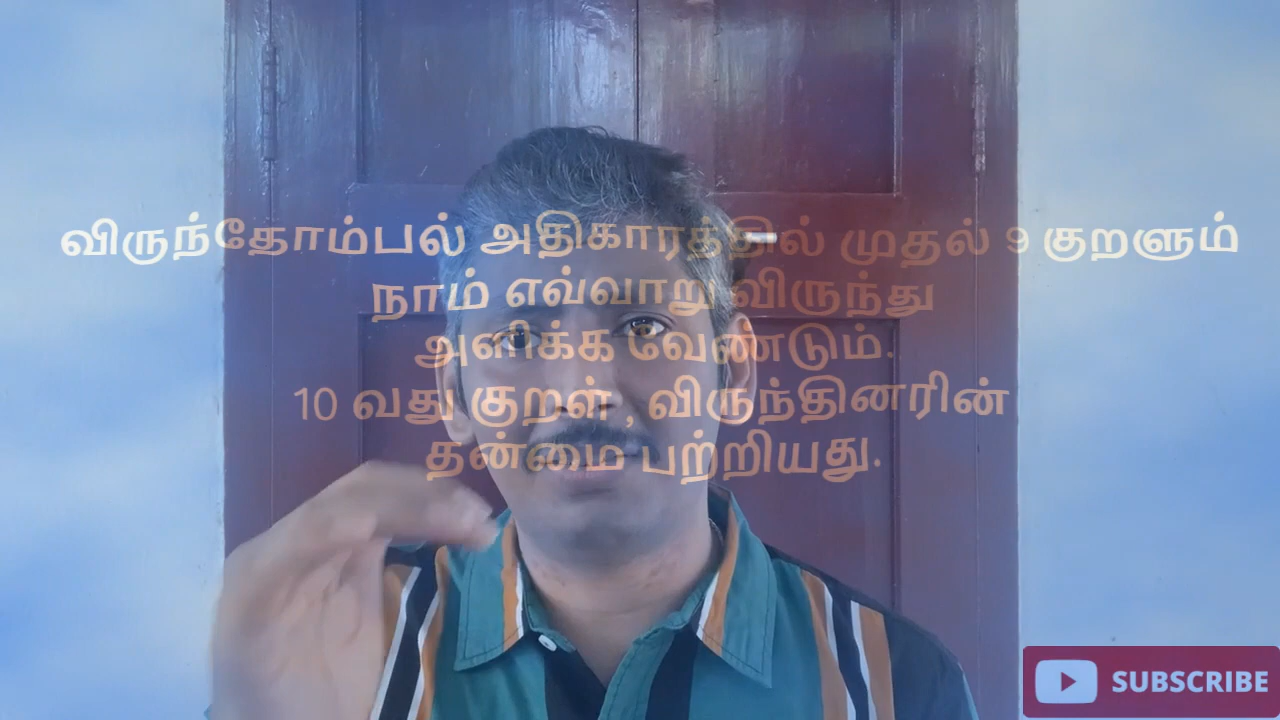 விருந்தோம்பல் அதிகாரத்தில் முதல் 9 குறளும்
நாம் எவ்வாறு விருந்து
அளிக்க வேண்டும்.
10 வது குறள் , விருந்தினரின்
தன்மை பற்றியது.
SUBSCRIBE